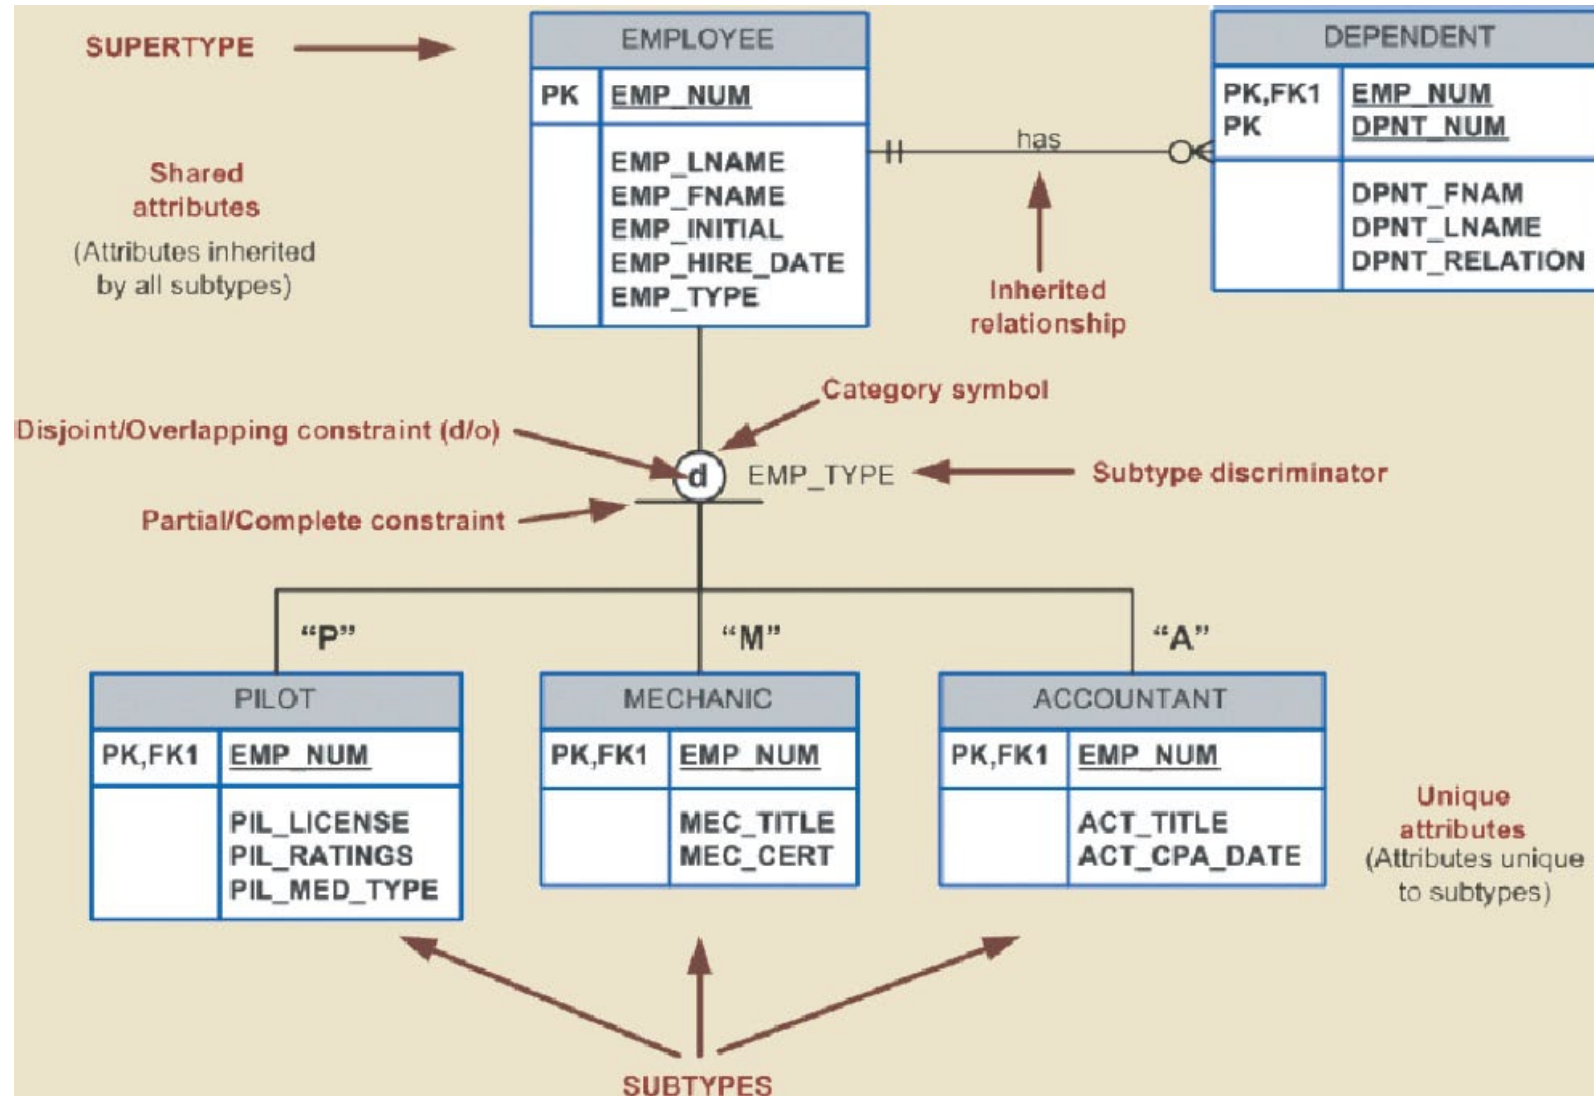 SUPERTYPE
EMPLOYEE
PK EMP_NUM
EMP_LNAME
EMP_FNAME
EMP_INITIAL
EMP_HIRE_DATE
EMP_TYPE
Shared
attributes
(Attributes inherited
by all subtypes)
has
Inherited
relationship
DEPENDENT
PK,FK1 EMP_NUM
PK DPNT_NUM
DPNT_FNAM
DPNT_LNAME
DPNT_RELATION
Category symbol
Disjoint/Overlapping constraint (d/o)
d
EMP_TYPE
Subtype discriminator
Partial/Complete constraint
“P”
“M”
“A”
PILOT
PK,FK1 EMP_NUM
PIL_LICENSE
PIL_RATINGS
PIL_MED_TYPE
MECHANIC
PK,FK1 EMP_NUM
MEC_TITLE
MEC_CERT
ACCOUNTANT
PK,FK1 EMP_NUM
ACT_TITLE
ACT_CPA_DATE
Unique
attributes
(Attributes unique
to subtypes)
SUBTYPES